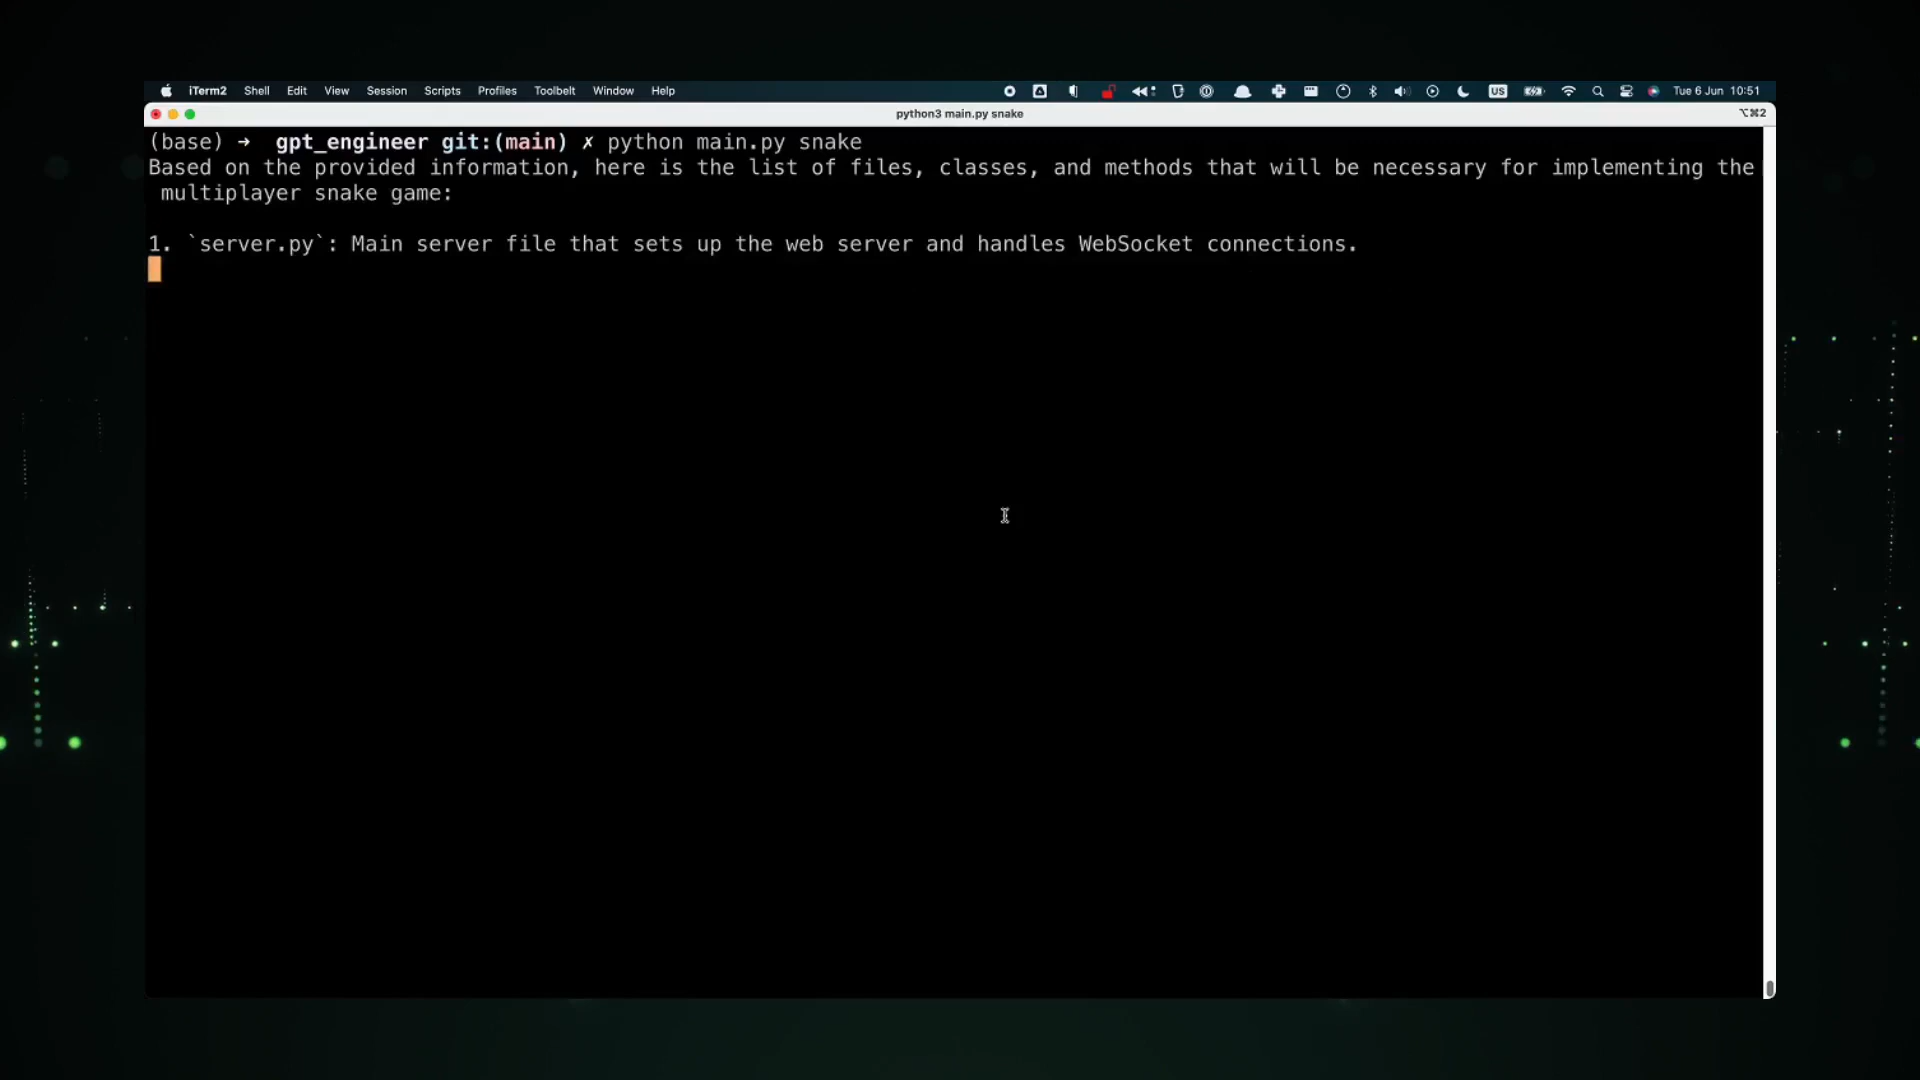 iTerm2 Shell Edit View Session Scripts Profiles Toolbelt Window Help US Tue 6 Jun 10:51
python3 main.py snake ⌥⌘2
(base) ➜ gpt_engineer git:(main) ✗ python main.py snake
Based on the provided information, here is the list of files, classes, and methods that will be necessary for implementing the
multiplayer snake game:
1. `server.py`: Main server file that sets up the web server and handles WebSocket connections.